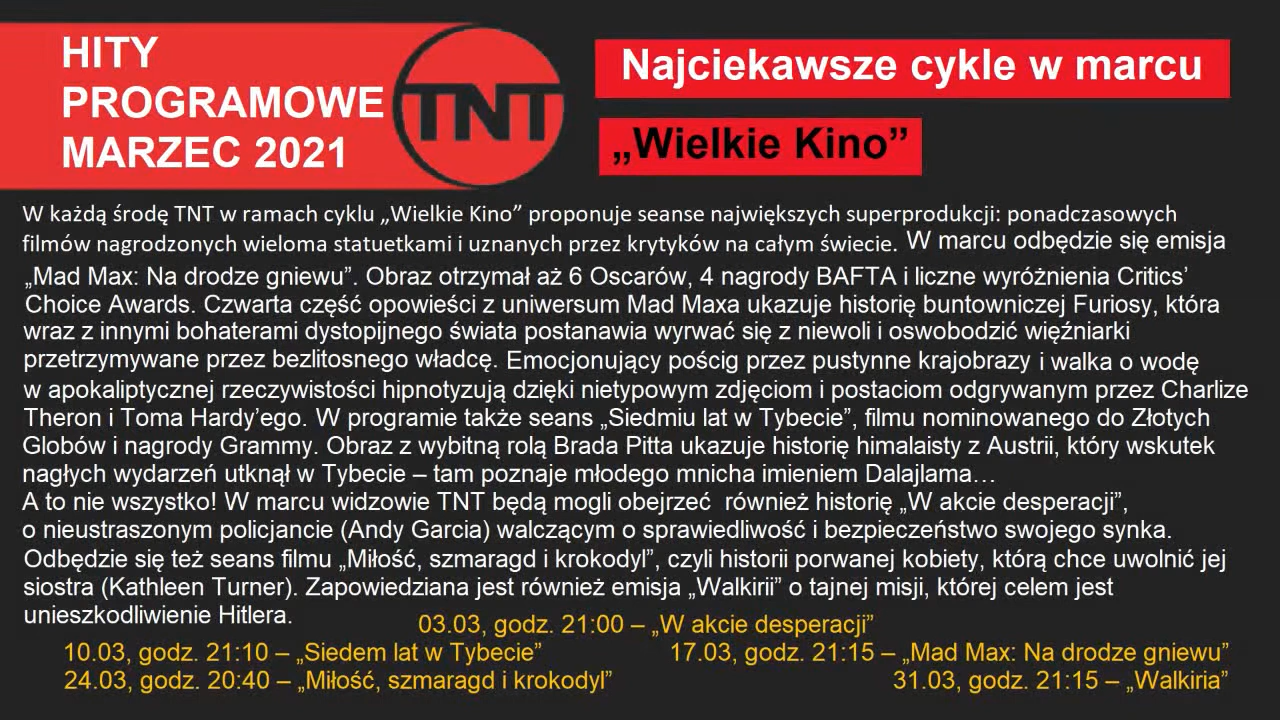 HITY
PROGRAMOWE
MARZEC 2021
TNT
Najciekawsze cykle w marcu
„Wielkie Kino”
W każdą środę TNT w ramach cyklu „Wielkie Kino” proponuje seanse największych superprodukcji: ponadczasowych
filmów nagrodzonych wieloma statuetkami i uznanych przez krytyków na całym świecie. W marcu odbędzie się emisja
„Mad Max: Na drodze gniewu”. Obraz otrzymał aż 6 Oscarów, 4 nagrody BAFTA i liczne wyróżnienia Critics’
Choice Awards. Czwarta część opowieści z uniwersum Mad Maxa ukazuje historię buntowniczej Furiosy, która
wraz z innymi bohaterami dystopijnego świata postanawia wyrwać się z niewoli i oswobodzić więźniarki
przetrzymywane przez bezlitosnego władcę. Emocjonujący pościg przez pustynne krajobrazy i walka o wodę
w apokaliptycznej rzeczywistości hipnotyzują dzięki nietypowym zdjęciom i postaciom odgrywanym przez Charlize
Theron i Toma Hardy’ego. W programie także seans „Siedmiu lat w Tybecie”, filmu nominowanego do Złotych
Globów i nagrody Grammy. Obraz z wybitną rolą Brada Pitta ukazuje historię himalaisty z Austrii, który wskutek
nagłych wydarzeń utknął w Tybecie – tam poznaje młodego mnicha imieniem Dalajlama…
A to nie wszystko! W marcu widzowie TNT będą mogli obejrzeć  również historię „W akcie desperacji”,
o nieustraszonym policjancie (Andy Garcia) walczącym o sprawiedliwość i bezpieczeństwo swojego synka.
Odbędzie się też seans filmu „Miłość, szmaragd i krokodyl”, czyli historii porwanej kobiety, którą chce uwolnić jej
siostra (Kathleen Turner). Zapowiedziana jest również emisja „Walkirii” o tajnej misji, której celem jest
unieszkodliwienie Hitlera.
03.03, godz. 21:00 – „W akcie desperacji”
10.03, godz. 21:10 – „Siedem lat w Tybecie”
17.03, godz. 21:15 – „Mad Max: Na drodze gniewu”
24.03, godz. 20:40 – „Miłość, szmaragd i krokodyl”
31.03, godz. 21:15 – „Walkiria”